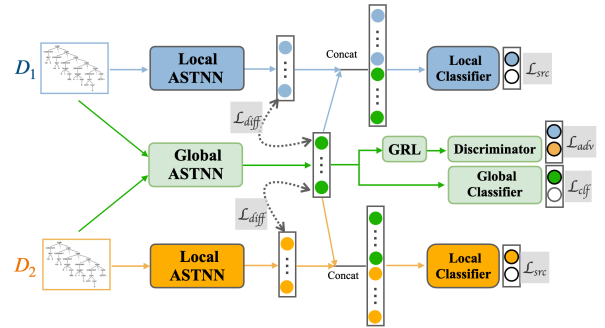 D1
Local
ASTNN
Concat
Local
Classifier
ℒsrc
ℒdiff
Global
ASTNN
GRL
Discriminator
ℒadv
Global
Classifier
ℒclf
ℒdiff
D2
Local
ASTNN
Concat
Local
Classifier
ℒsrc